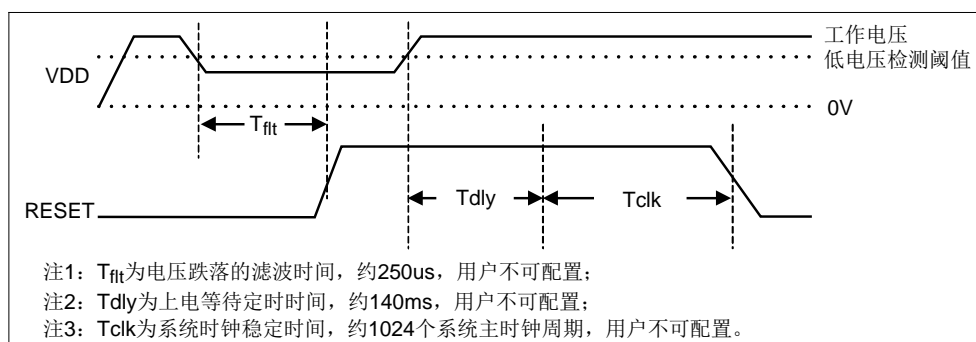 工作电压
低电压检测阈值
VDD
0V
Tflt
RESET
Tdly
Tclk
注1：Tflt为电压跌落的滤波时间，约250us，用户不可配置；
注2：Tdly为上电等待定时时间，约140ms，用户不可配置；
注3：Tclk为系统时钟稳定时间，约1024个系统主时钟周期，用户不可配置。